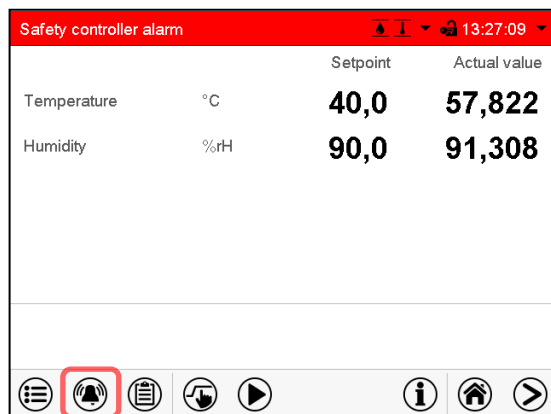 Safety controller alarm 13:27:09
Setpoint Actual value
Temperature °C 40,0 57,822
Humidity %rH 90,0 91,308